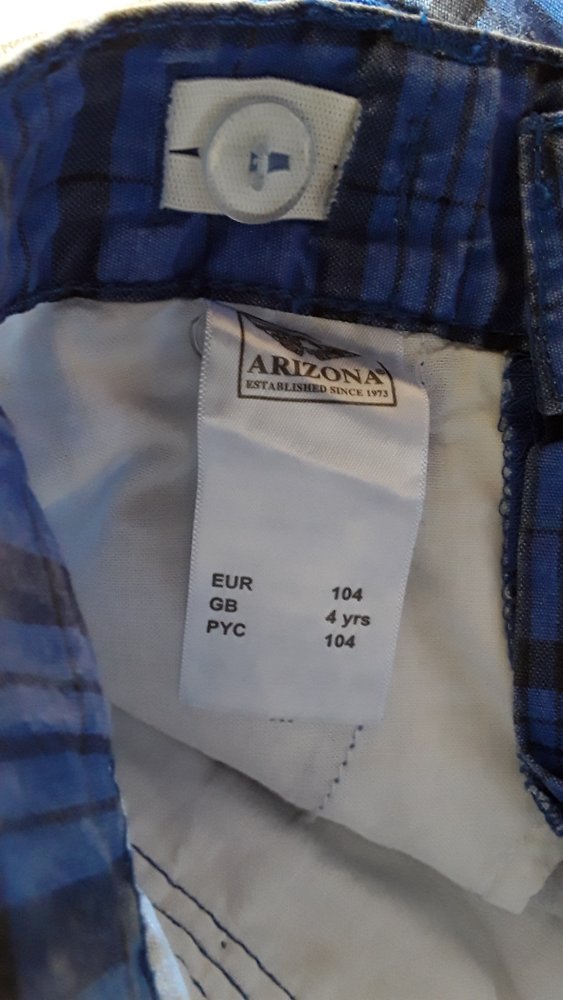 ARIZONA®
ESTABLISHED SINCE 1973
EUR 104
GB 4 yrs
PYC 104